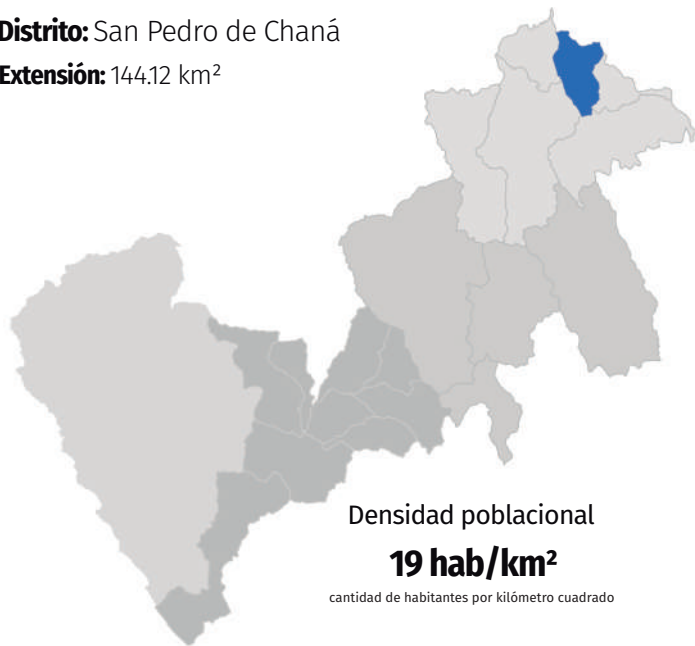 Distrito: San Pedro de Chaná
Extensión: 144.12 km²
Densidad poblacional
19 hab/km²
cantidad de habitantes por kilómetro cuadrado